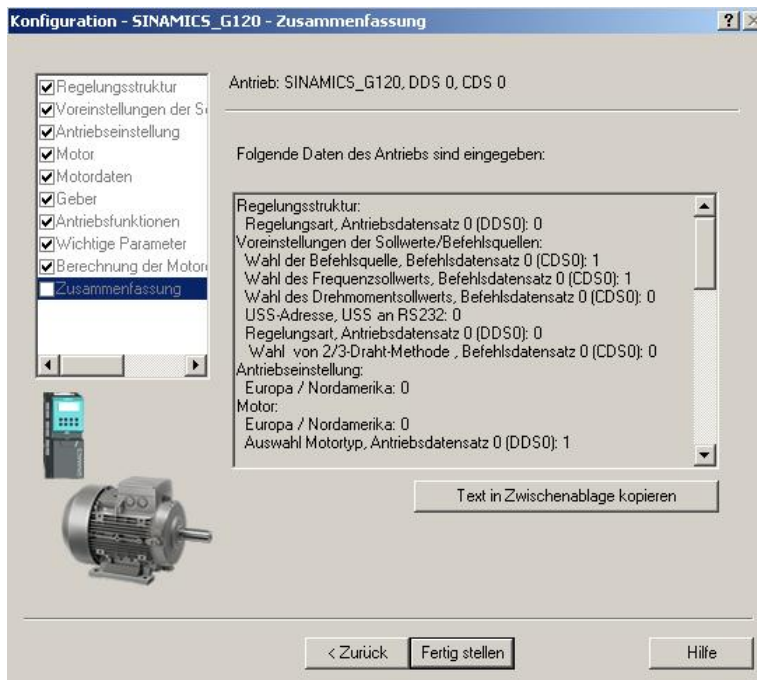 Konfiguration - SINAMICS_G120 - Zusammenfassung
Regelungsstruktur
Voreinstellungen der S
Antriebseinstellung
Motor
Motordaten
Geber
Antriebsfunktionen
Wichtige Parameter
Berechnung der Motor
Zusammenfassung
Antrieb: SINAMICS_G120, DDS 0, CDS 0
Folgende Daten des Antriebs sind eingegeben:
Regelungsstruktur:
Regelungsart, Antriebsdatensatz 0 (DDS0): 0
Voreinstellungen der Sollwerte/Befehlsquellen:
Wahl der Befehlsquelle, Befehlsdatensatz 0 (CDS0): 1
Wahl des Frequenzsollwerts, Befehlsdatensatz 0 (CDS0): 1
Wahl des Drehmomentsollwerts, Befehlsdatensatz 0 (CDS0): 0
USS-Adresse, USS an RS232: 0
Regelungsart, Antriebsdatensatz 0 (DDS0): 0
Wahl von 2/3-Draht-Methode , Befehlsdatensatz 0 (CDS0): 0
Antriebseinstellung:
Europa / Nordamerika: 0
Motor:
Europa / Nordamerika: 0
Auswahl Motortyp, Antriebsdatensatz 0 (DDS0): 1
Text in Zwischenablage kopieren
< Zurück
Fertig stellen
Hilfe